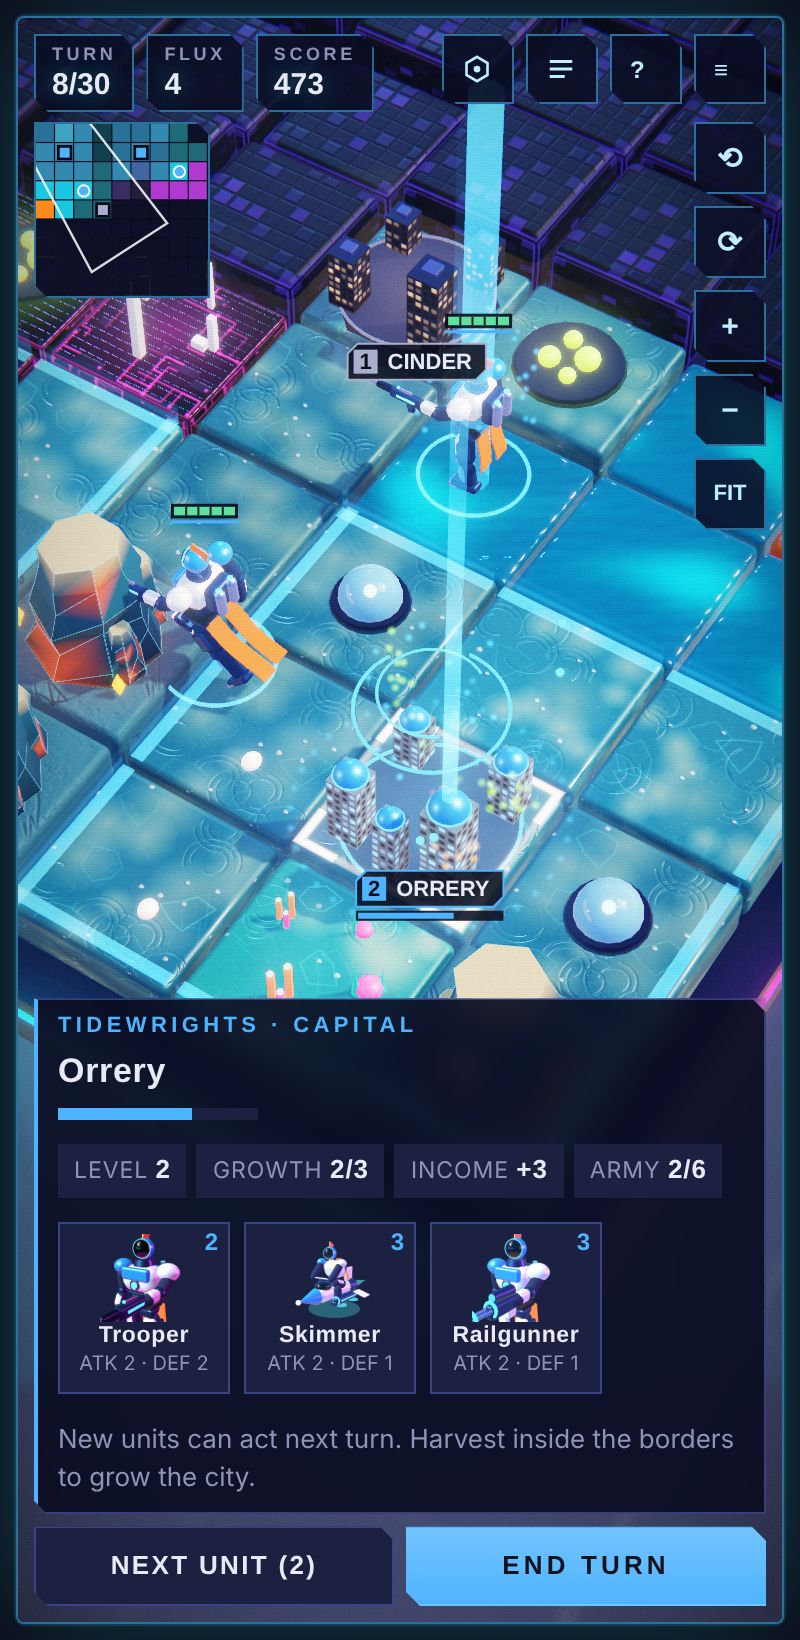 TURN
8/30
FLUX
4
SCORE
473
?
≡
⟲
⟳
+
−
FIT
1 CINDER
2 ORRERY
TIDEWRIGHTS · CAPITAL
Orrery
LEVEL 2
GROWTH 2/3
INCOME +3
ARMY 2/6
2
Trooper
ATK 2 · DEF 2
3
Skimmer
ATK 2 · DEF 1
3
Railgunner
ATK 2 · DEF 1
New units can act next turn. Harvest inside the borders
to grow the city.
NEXT UNIT (2)
END TURN